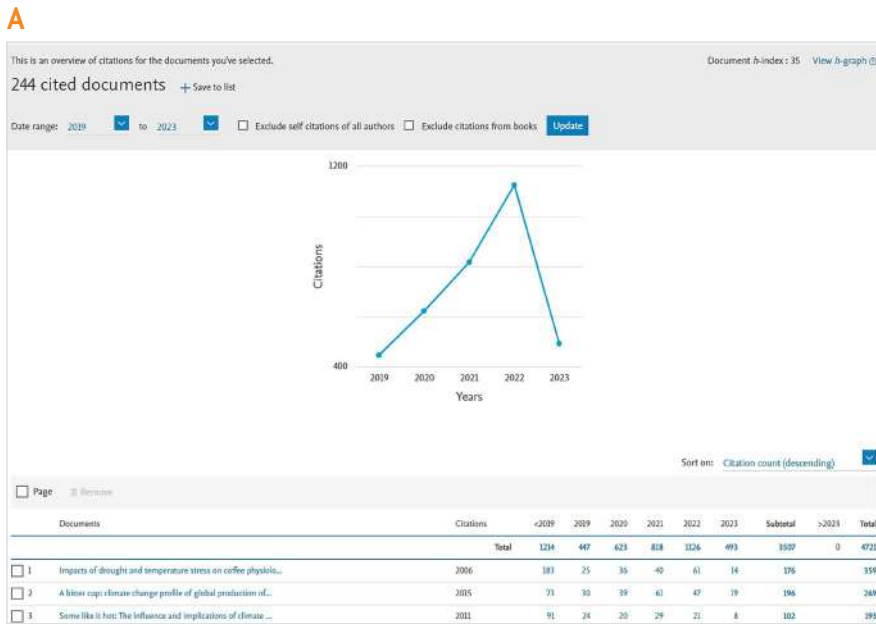 A
This is an overview of citations for the documents you've selected.
Document h-index : 35 View h-graph
244 cited documents + Save to list
Date range: 2019 to 2023 Exclude self citations of all authors Exclude citations from books Update
1200
Citations
400
2019 2020 2021 2022 2023
Years
Sort on: Citation count (descending)
Page Remove
Documents Citations <2019 2019 2020 2021 2022 2023 Subtotal >2023 Total
Total 1214 447 623 818 1126 493 3507 0 4721
1 Impacts of drought and temperature stress on coffee physiolo... 2006 183 25 36 40 61 14 176 359
2 A bitter cup: climate change profile of global production of... 2015 73 30 39 61 47 19 196 269
3 Some like it hot: The influence and implications of climate ... 2011 91 24 20 29 21 8 102 193